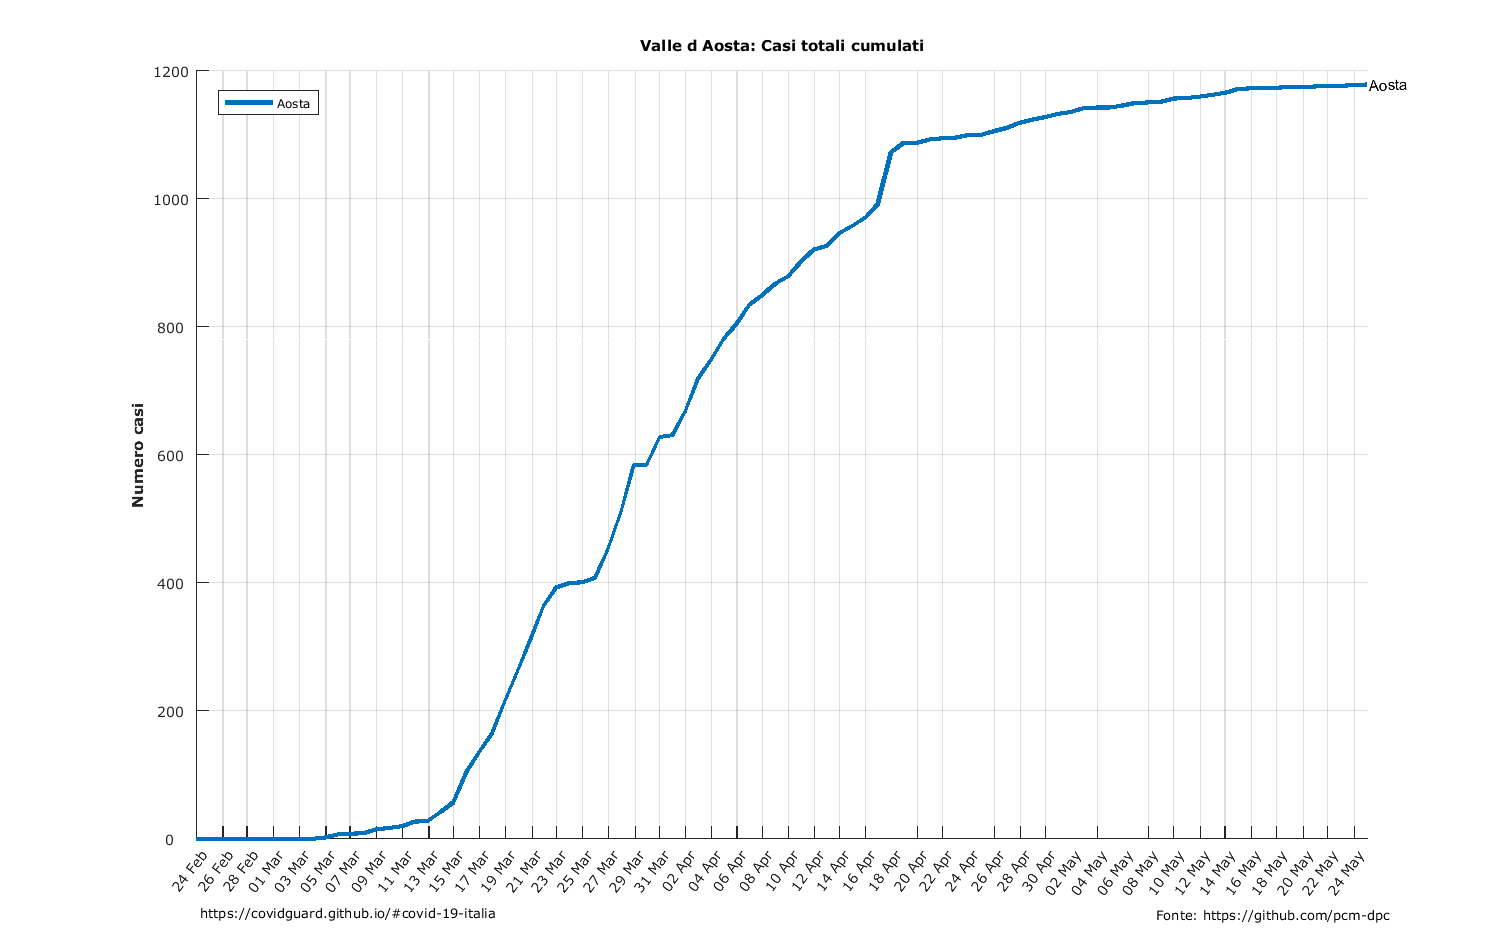 Valle d Aosta: Casi totali cumulati
1200
1000
800
600
400
200
0
Numero casi
Aosta
Aosta
24 Feb
26 Feb
28 Feb
01 Mar
03 Mar
05 Mar
07 Mar
09 Mar
11 Mar
13 Mar
15 Mar
17 Mar
19 Mar
21 Mar
23 Mar
25 Mar
27 Mar
29 Mar
31 Mar
02 Apr
04 Apr
06 Apr
08 Apr
10 Apr
12 Apr
14 Apr
16 Apr
18 Apr
20 Apr
22 Apr
24 Apr
26 Apr
28 Apr
30 Apr
02 May
04 May
06 May
08 May
10 May
12 May
14 May
16 May
18 May
20 May
22 May
24 May
https://covidguard.github.io/#covid-19-italia
Fonte: https://github.com/pcm-dpc